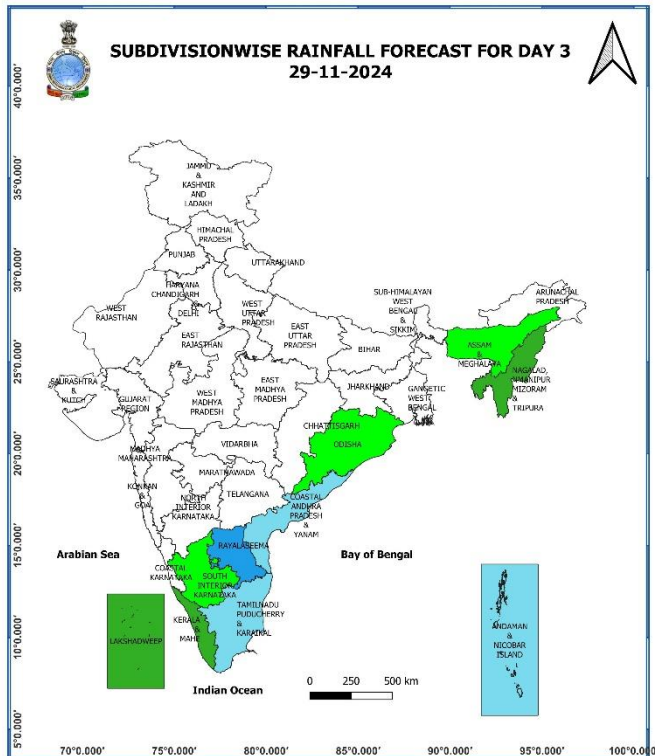 SUBDIVISIONWISE RAINFALL FORECAST FOR DAY 3
29-11-2024
40°0.000'
35°0.000'
30°0.000'
25°0.000'
20°0.000'
15°0.000'
10°0.000'
5°0.000'
JAMMU
&
KASHMIR
AND
LADAKH
HIMACHAL
PRADESH
PUNJAB
UTTARAKHAND
HARYANA
CHANDIGARH
&
DELHI
WEST
RAJASTHAN
WEST
UTTAR
PRADESH
EAST
RAJASTHAN
EAST
UTTAR
PRADESH
SUB-HIMALAYAN
WEST
BENGAL
&
SIKKIM
ARUNACHAL
PRADESH
ASSAM
&
MEGHALAYA
NAGALAD,
MANIPUR
MIZORAM
&
TRIPURA
BIHAR
SAURASHTRA
&
KUTCH
GUJARAT
REGION
WEST
MADHYA
PRADESH
EAST
MADHYA
PRADESH
JHARKHAND
GANGETIC
WEST
BENGAL
CHHATTISGARH
ODISHA
VIDARBHA
MADHYA
MAHARASHTRA
MARATHAWADA
KONKAN
&
GOA
NORTH
INTERIOR
KARNATAKA
TELANGANA
COASTAL
ANDHRA
PRADESH
&
YANAM
Arabian Sea
RAYALASEEMA
Bay of Bengal
COASTAL
KARNATAKA
SOUTH
INTERIOR
KARNATAKA
TAMILNADU
PUDUCHERRY
&
KARAIKAL
KERALA
&
MAHE
LAKSHADWEEP
ANDAMAN
&
NICOBAR
ISLAND
Indian Ocean
0 250 500 km
70°0.000' 75°0.000' 80°0.000' 85°0.000' 90°0.000' 95°0.000' 100°0.000'